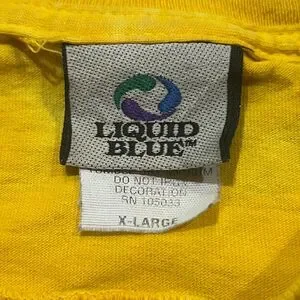 LIQUID
BLUE™
DO NOT IRON
DECORATION
RN 105033
X-LARGE